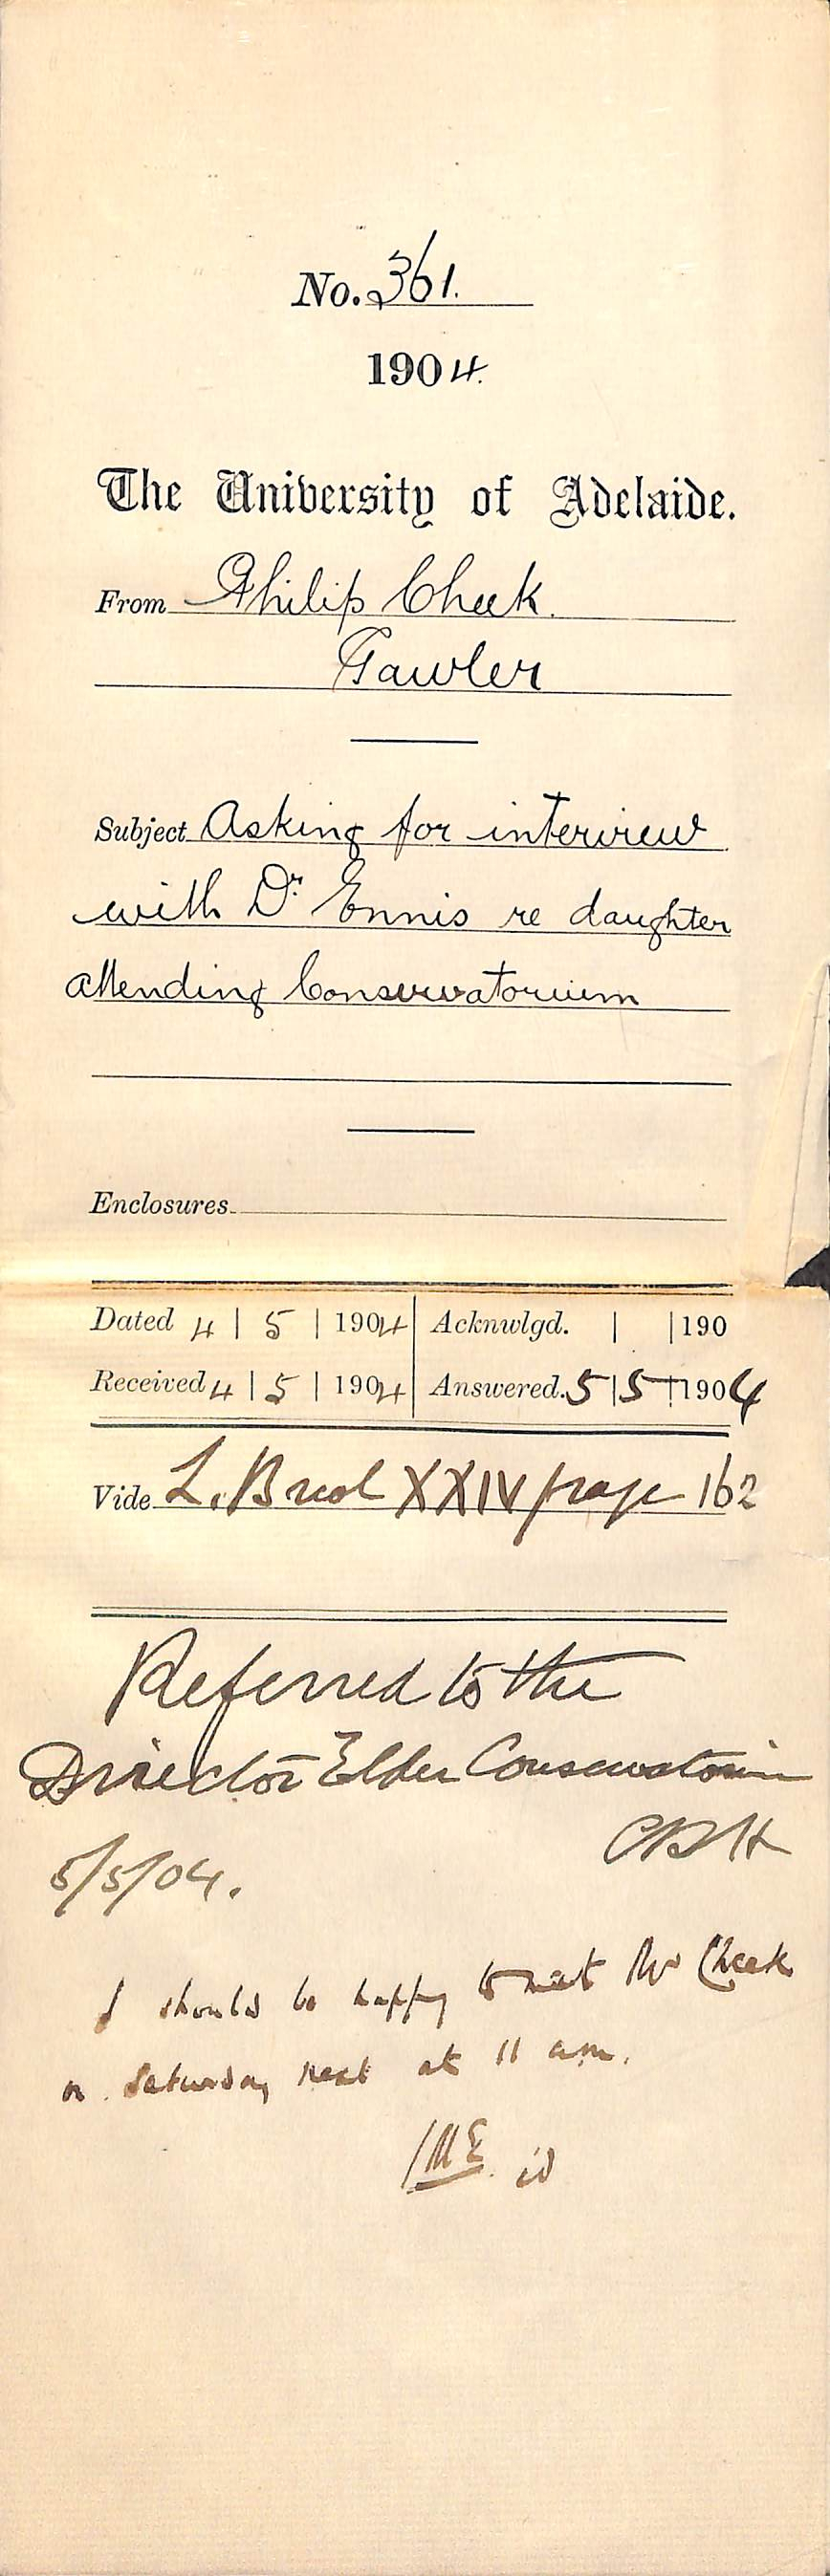 No. 361.
1904.
The University of Adelaide.
From Philip Cheek.
Gawler
Subject Asking for interview
with Dr. Ennis re daughter
attending Conservatorium
Enclosures
Dated 4 | 5 | 1904 Acknwlgd. | | 190
Received 4 | 5 | 1904 Answered. 5 | 5 | 1904
Vide L. XXIV page 162
Referred to the
Director Elder Conservatorium
CRH
5/5/04.
I should be happy to meet Mr Cheek
on Saturday next at 11 am.